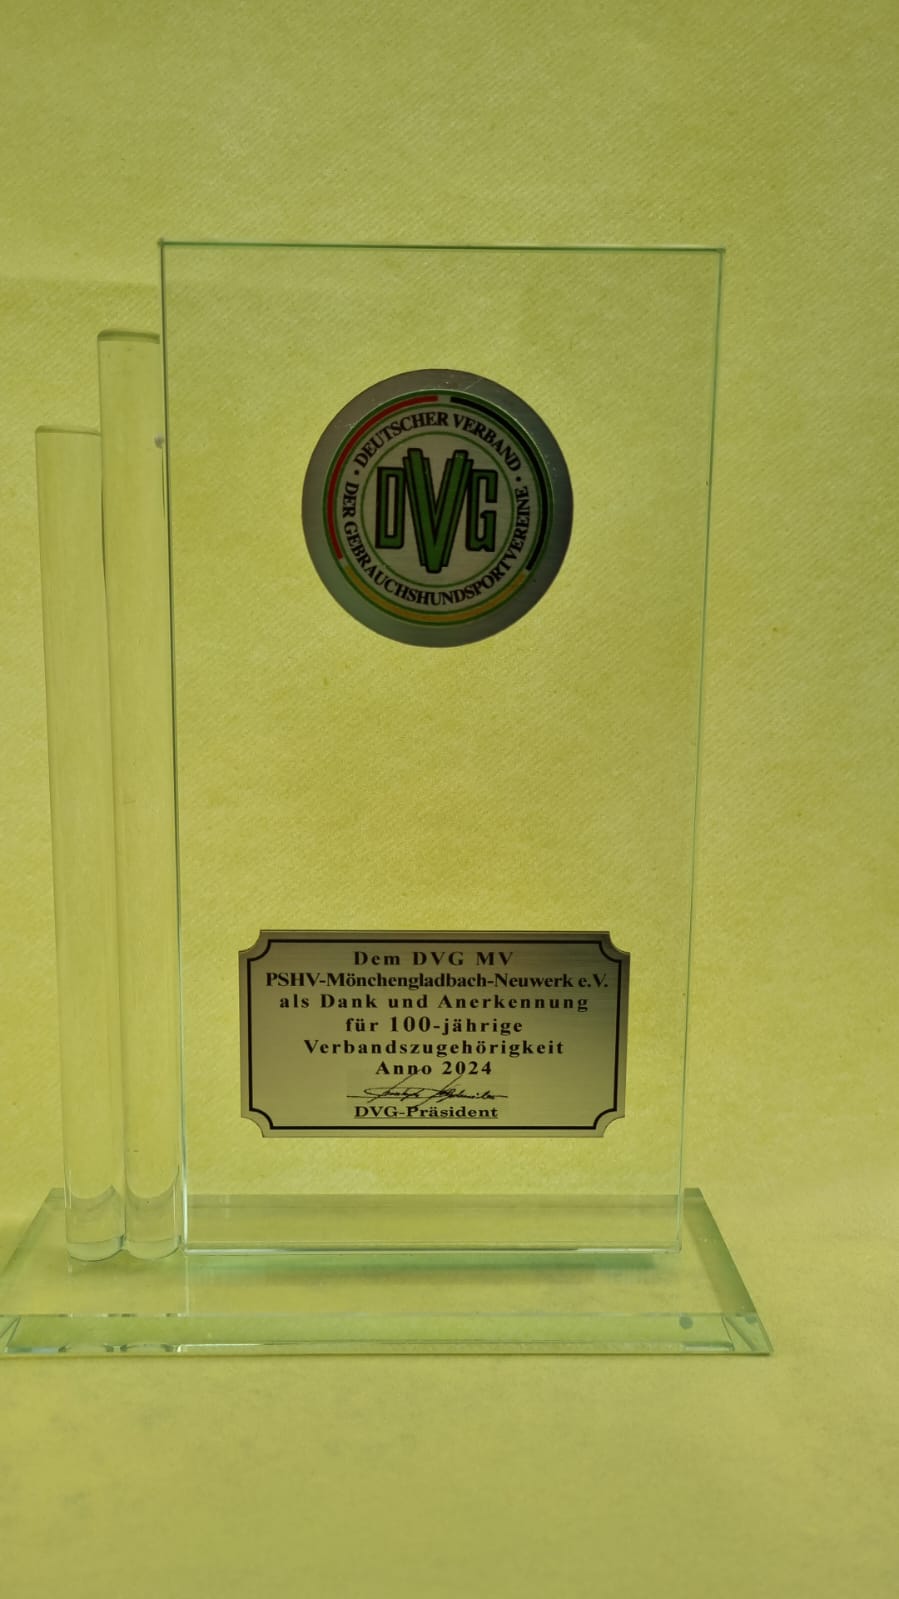 DEUTSCHER VERBAND
DER GEBRAUCHSHUNDSPORTVEREINE
DVG
Dem DVG MV
PSHV-Mönchengladbach-Neuwerk e.V.
als Dank und Anerkennung
für 100-jährige
Verbandszugehörigkeit
Anno 2024
DVG-Präsident